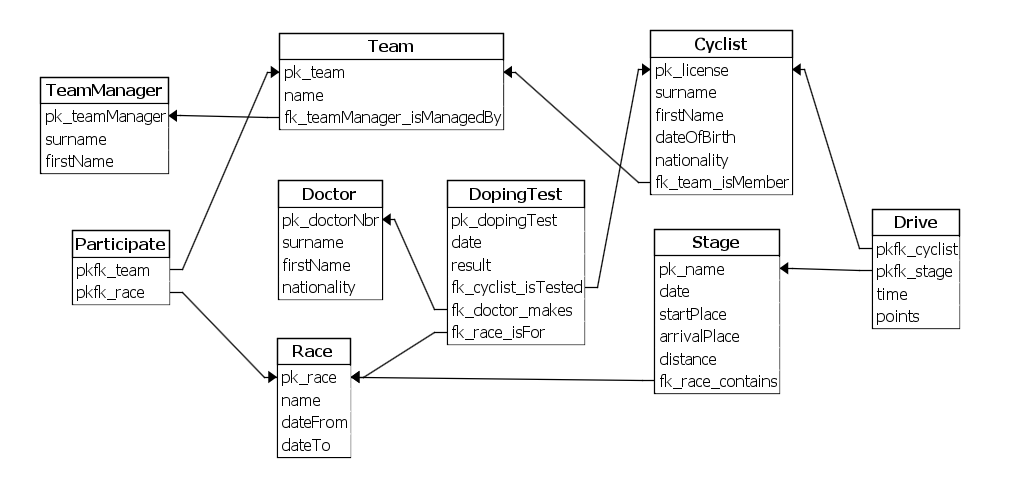 TeamManager
pk_teamManager
surname
firstName
Team
pk_team
name
fk_teamManager_isManagedBy
Cyclist
pk_license
surname
firstName
dateOfBirth
nationality
fk_team_isMember
Doctor
pk_doctorNbr
surname
firstName
nationality
DopingTest
pk_dopingTest
date
result
fk_cyclist_isTested
fk_doctor_makes
fk_race_isFor
Participate
pkfk_team
pkfk_race
Stage
pk_name
date
startPlace
arrivalPlace
distance
fk_race_contains
Drive
pkfk_cyclist
pkfk_stage
time
points
Race
pk_race
name
dateFrom
dateTo